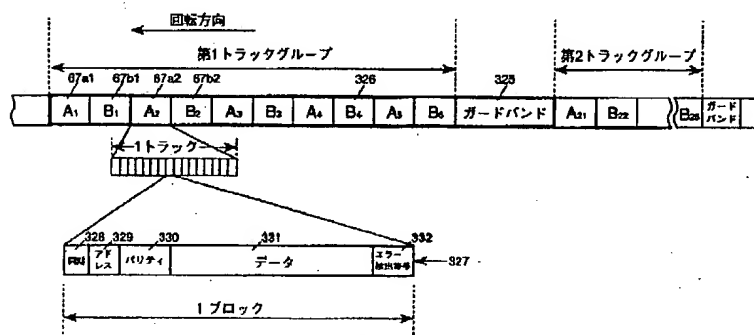 回転方向
第1トラックグループ
第2トラックグループ
67a1 67b1 67a2 67b2 326 325
A1 B1 A2 B2 A3 B3 A4 B4 A5 B5 ガードバンド A21 B22 B25 ガードバンド
1トラック
328 329 330 331 332
アドレス パリティ データ エラー
327
1ブロック